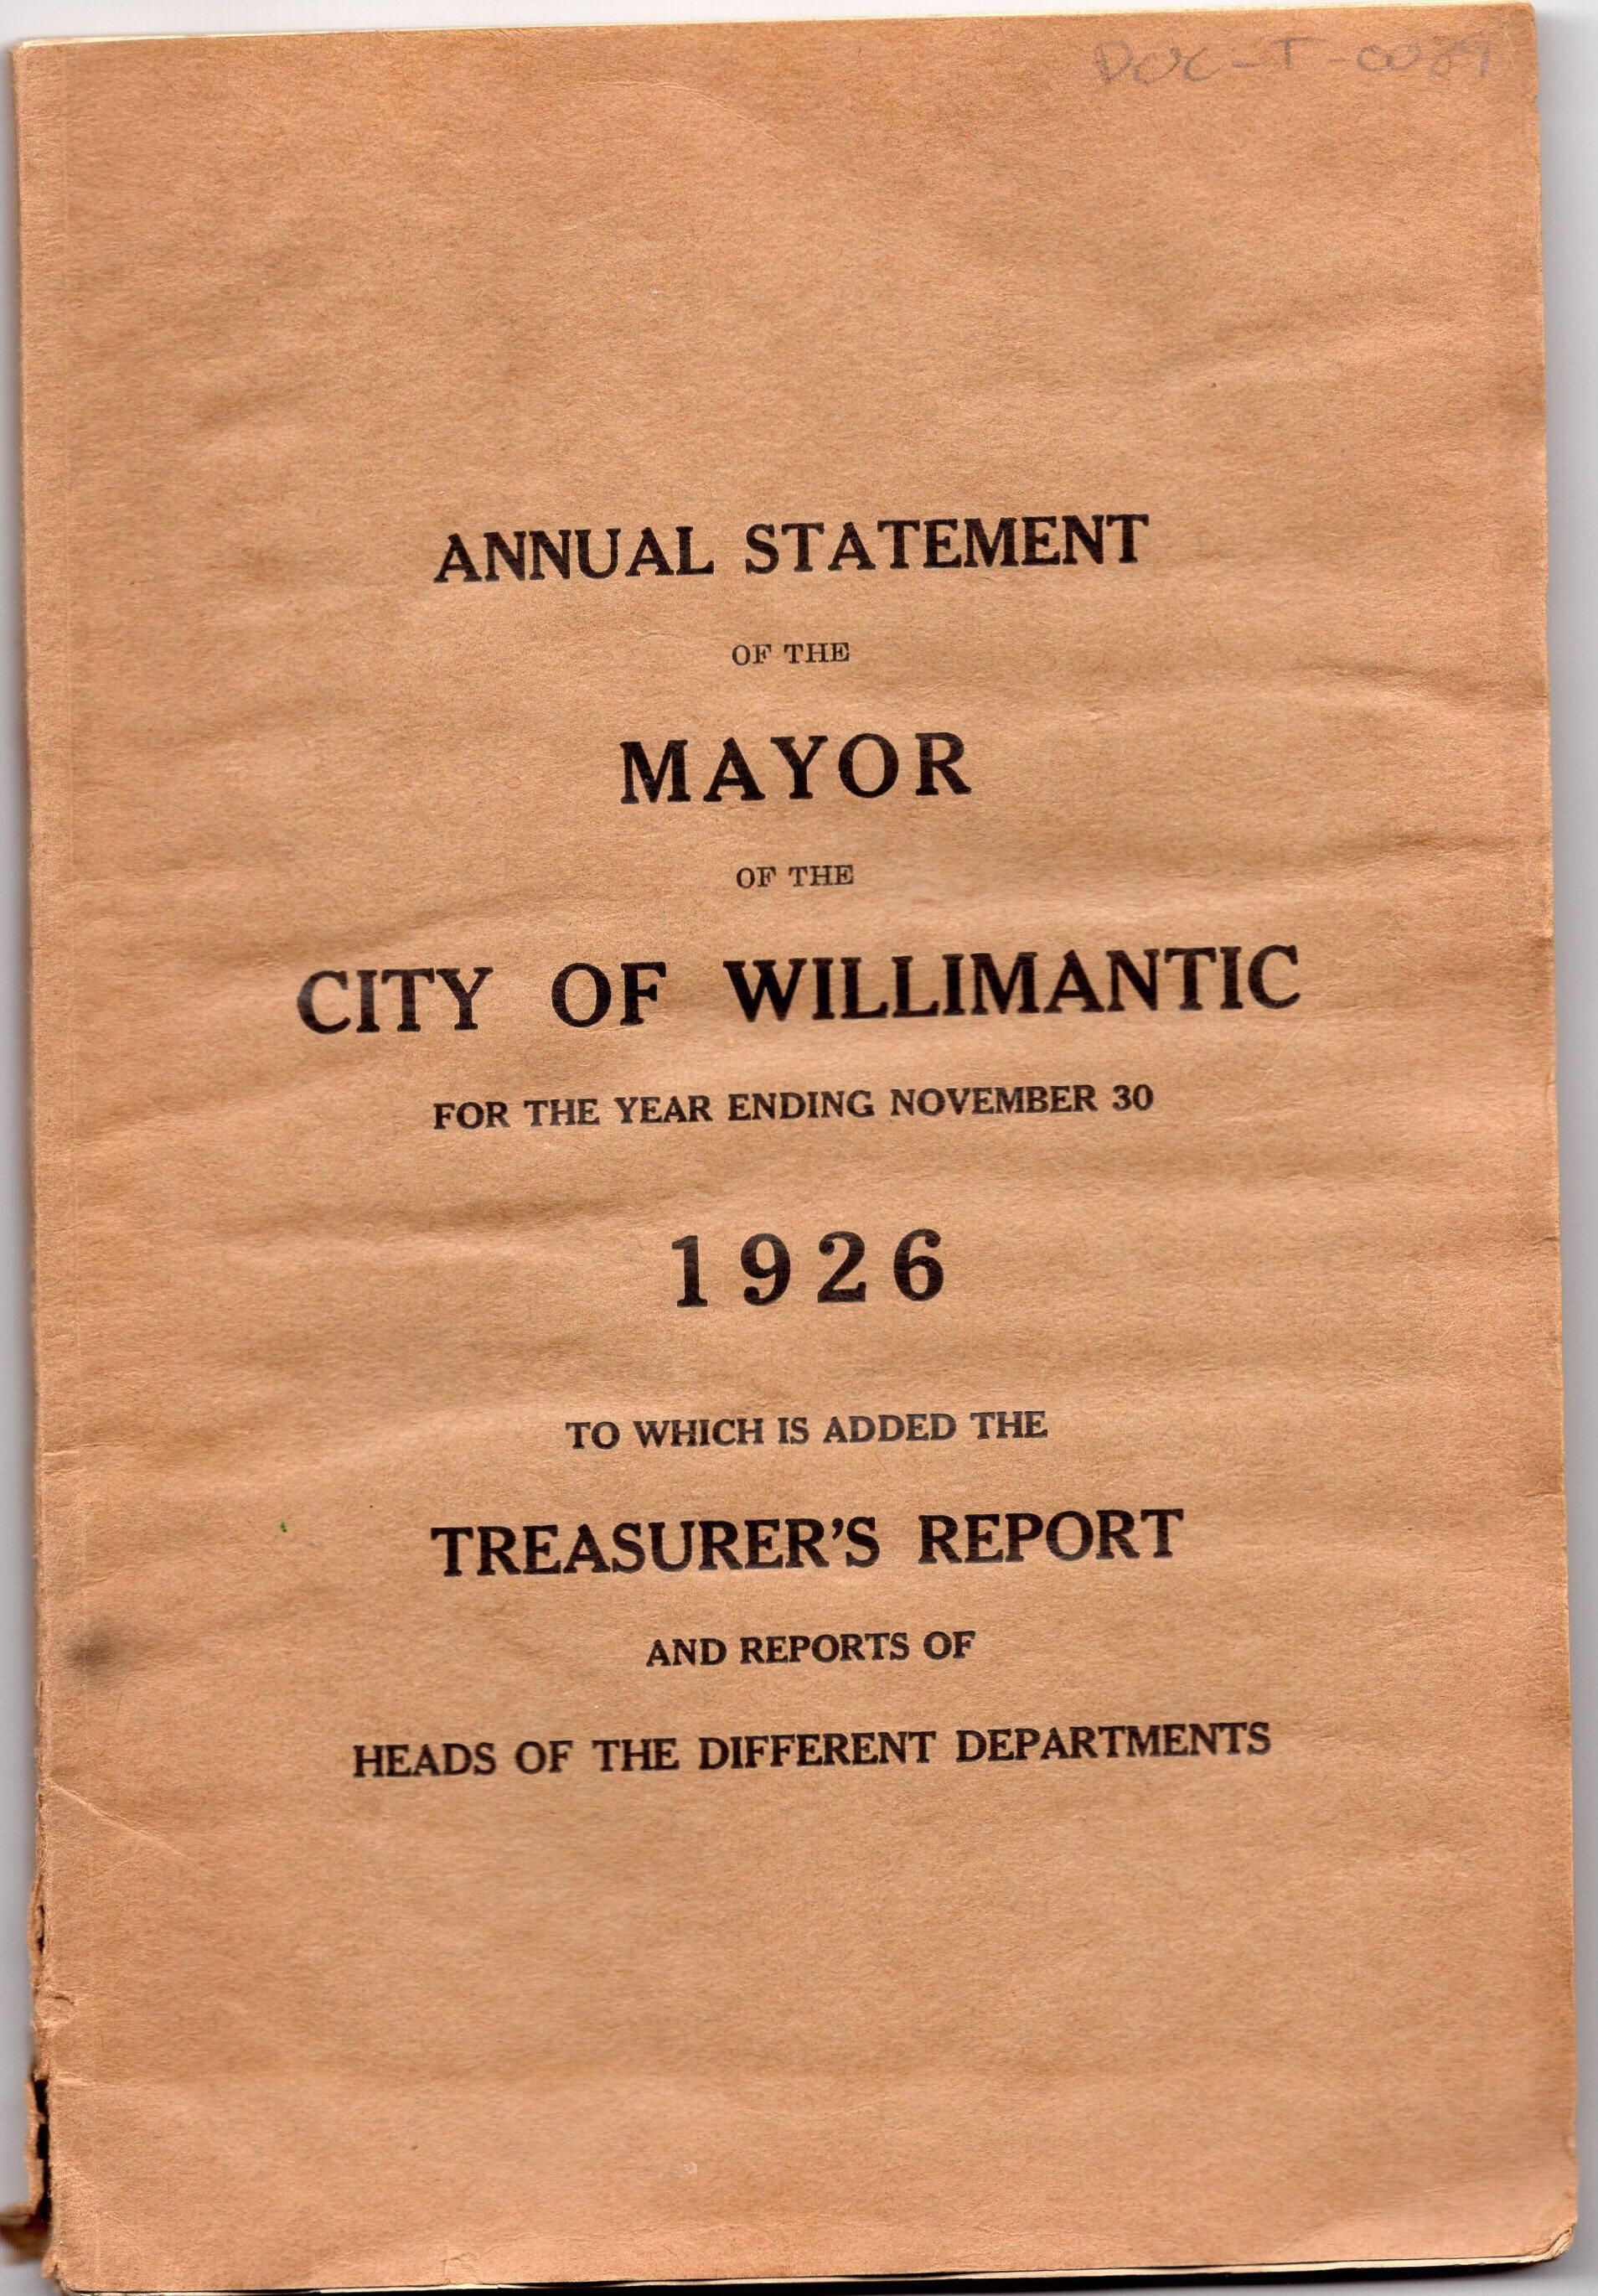 DOC-T-0089
ANNUAL STATEMENT
OF THE
MAYOR
OF THE
CITY OF WILLIMANTIC
FOR THE YEAR ENDING NOVEMBER 30
1926
TO WHICH IS ADDED THE
TREASURER'S REPORT
AND REPORTS OF
HEADS OF THE DIFFERENT DEPARTMENTS